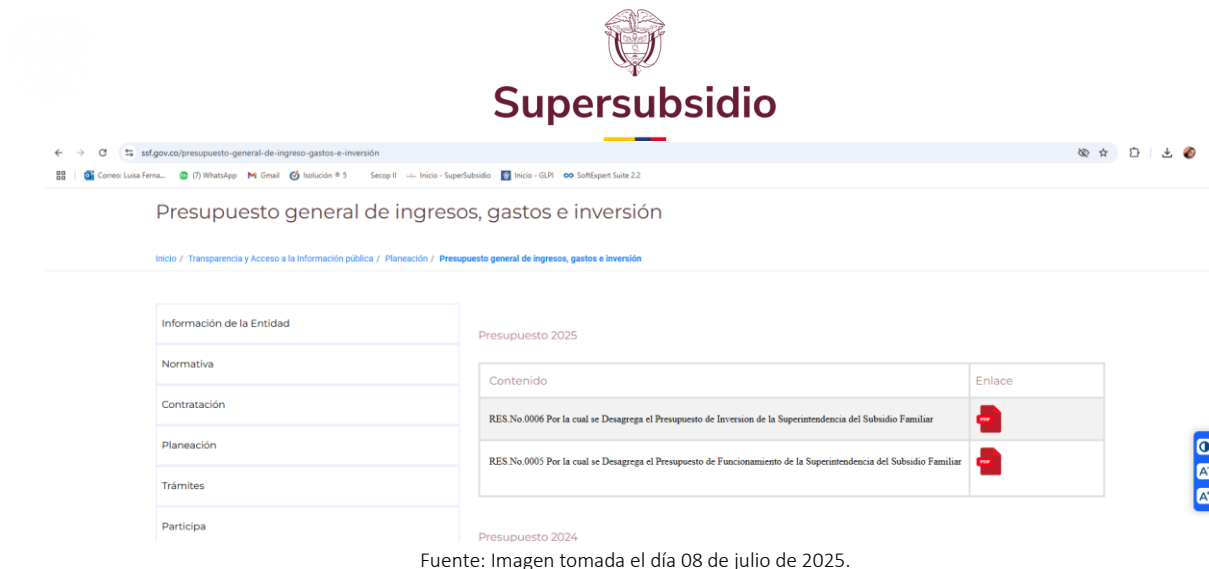 Supersubsidio
ssf.gov.co/presupuesto-general-de-ingreso-gastos-e-inversión
Correo: Luisa Ferna... (7) WhatsApp Gmail Isolución ® 5 Secop II Inicio - SuperSubsidio Inicio - GLPI SoftExpert Suite 2.2
Presupuesto general de ingresos, gastos e inversión
Inicio / Transparencia y Acceso a la Información pública / Planeación / Presupuesto general de ingresos, gastos e inversión
Información de la Entidad
Normativa
Contratación
Planeación
Trámites
Participa
Presupuesto 2025
Contenido Enlace
RES.No.0006 Por la cual se Desagrega el Presupuesto de Inversion de la Superintendencia del Subsidio Familiar PDF
RES.No.0005 Por la cual se Desagrega el Presupuesto de Funcionamiento de la Superintendencia del Subsidio Familiar PDF
Presupuesto 2024
Fuente: Imagen tomada el día 08 de julio de 2025.